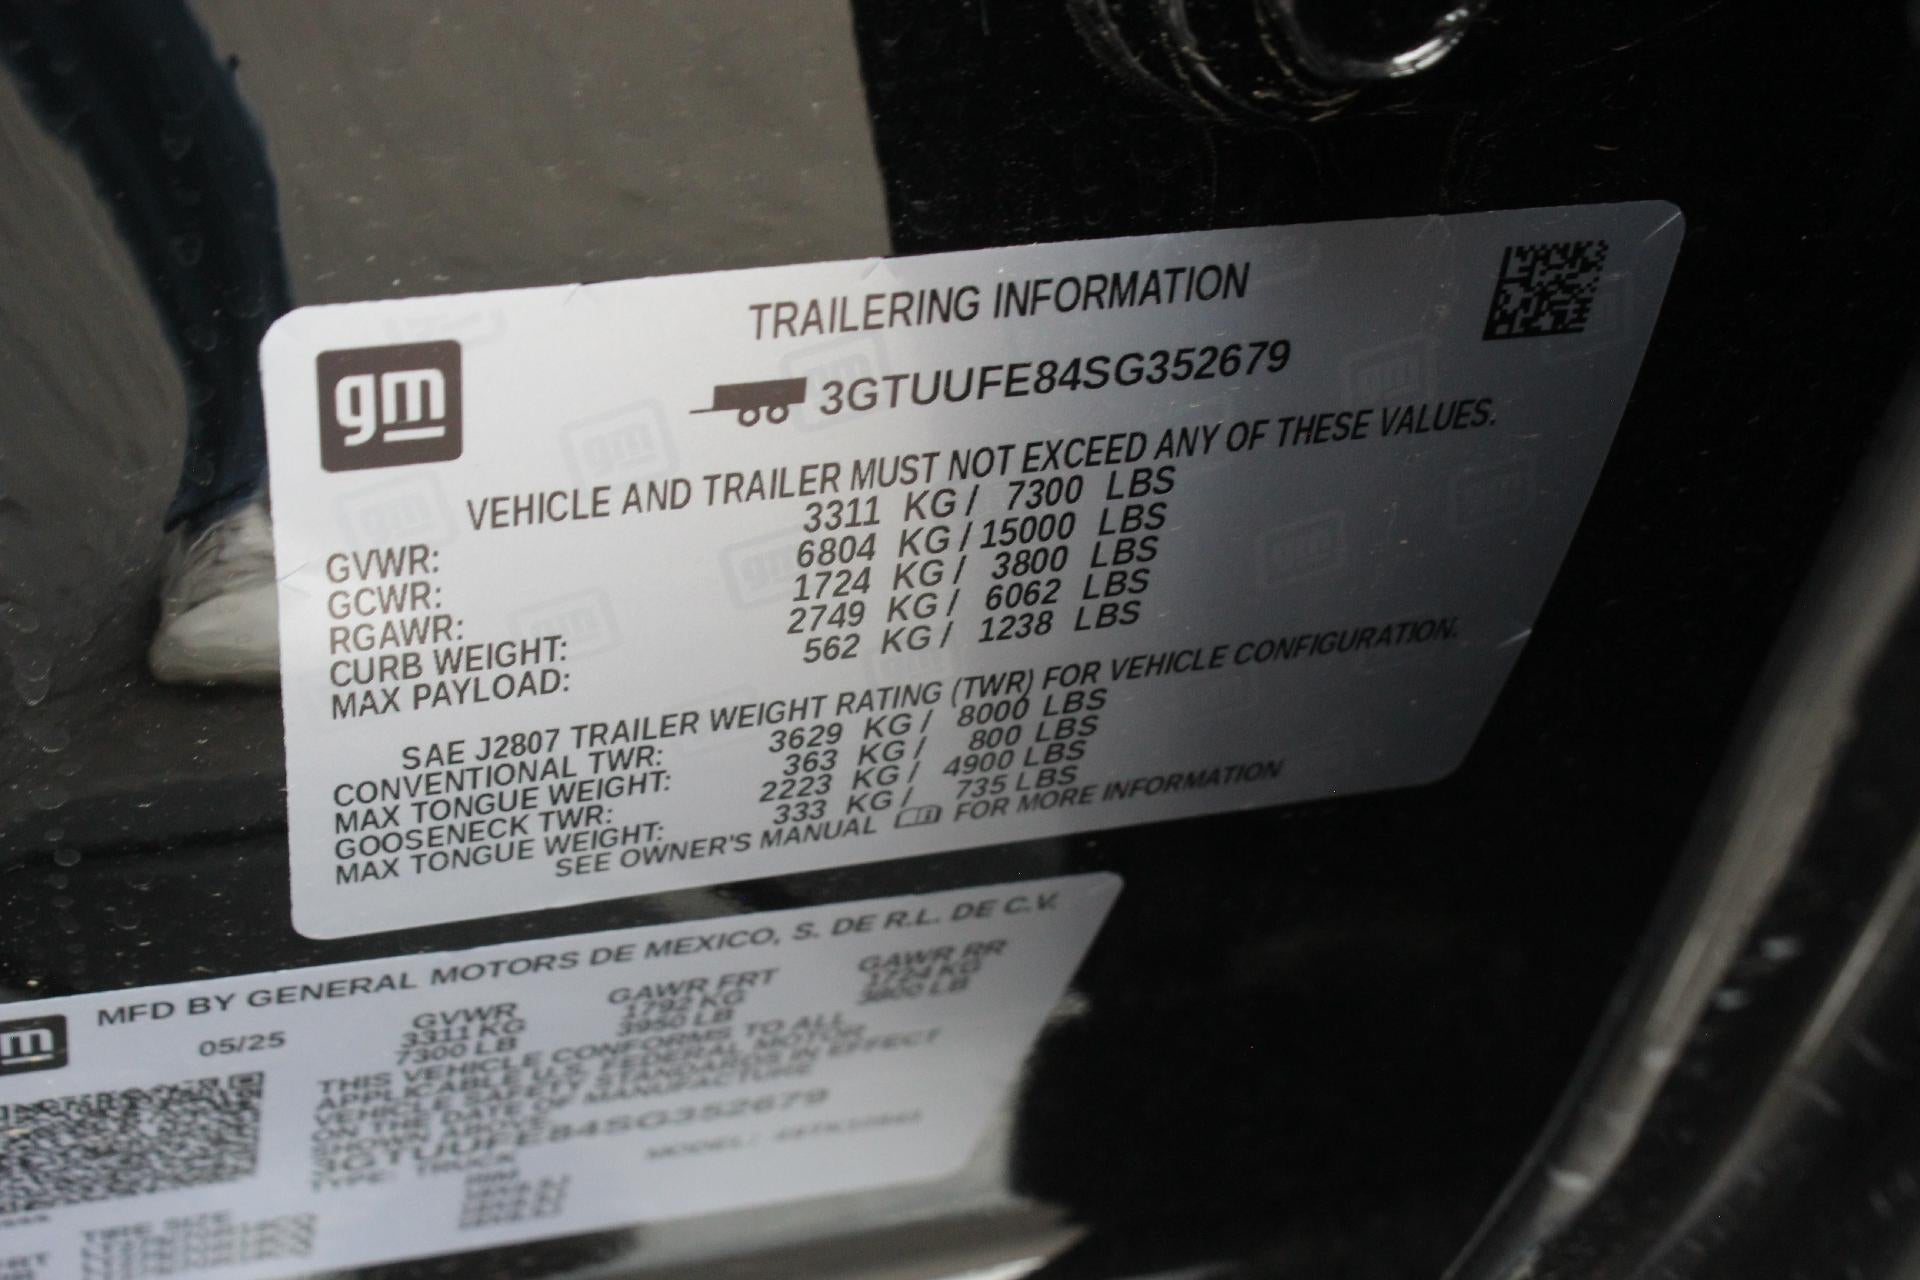 gm
TRAILERING INFORMATION
3GTUUFE84SG352679
VEHICLE AND TRAILER MUST NOT EXCEED ANY OF THESE VALUES.
GVWR: 3311 KG / 7300 LBS
GCWR: 6804 KG / 15000 LBS
RGAWR: 1724 KG / 3800 LBS
CURB WEIGHT: 2749 KG / 6062 LBS
MAX PAYLOAD: 562 KG / 1238 LBS
SAE J2807 TRAILER WEIGHT RATING (TWR) FOR VEHICLE CONFIGURATION.
CONVENTIONAL TWR: 3629 KG / 8000 LBS
MAX TONGUE WEIGHT: 363 KG / 800 LBS
GOOSENECK TWR: 2223 KG / 4900 LBS
MAX TONGUE WEIGHT: 333 KG / 735 LBS
SEE OWNER'S MANUAL FOR MORE INFORMATION
MFD BY GENERAL MOTORS DE MEXICO, S. DE R.L. DE C.V.
05/25 GVWR GAWR FRT GAWR RR
3311 KG 1792 KG 1724 KG
7300 LB 3950 LB 3800 LB
THIS VEHICLE CONFORMS TO ALL
APPLICABLE U.S. FEDERAL MOTOR
VEHICLE SAFETY STANDARDS IN EFFECT
ON THE DATE OF MANUFACTURE
SHOWN ABOVE.
3GTUUFE84SG352679
TYPE: TRUCK MODEL:
TIRE SIZE RIM